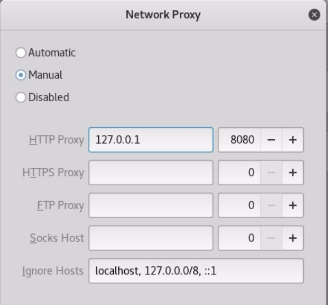 Network Proxy
Automatic
Manual
Disabled
HTTP Proxy 127.0.0.1 8080 − +
HTTPS Proxy 0 − +
FTP Proxy 0 − +
Socks Host 0 − +
Ignore Hosts localhost, 127.0.0.0/8, ::1